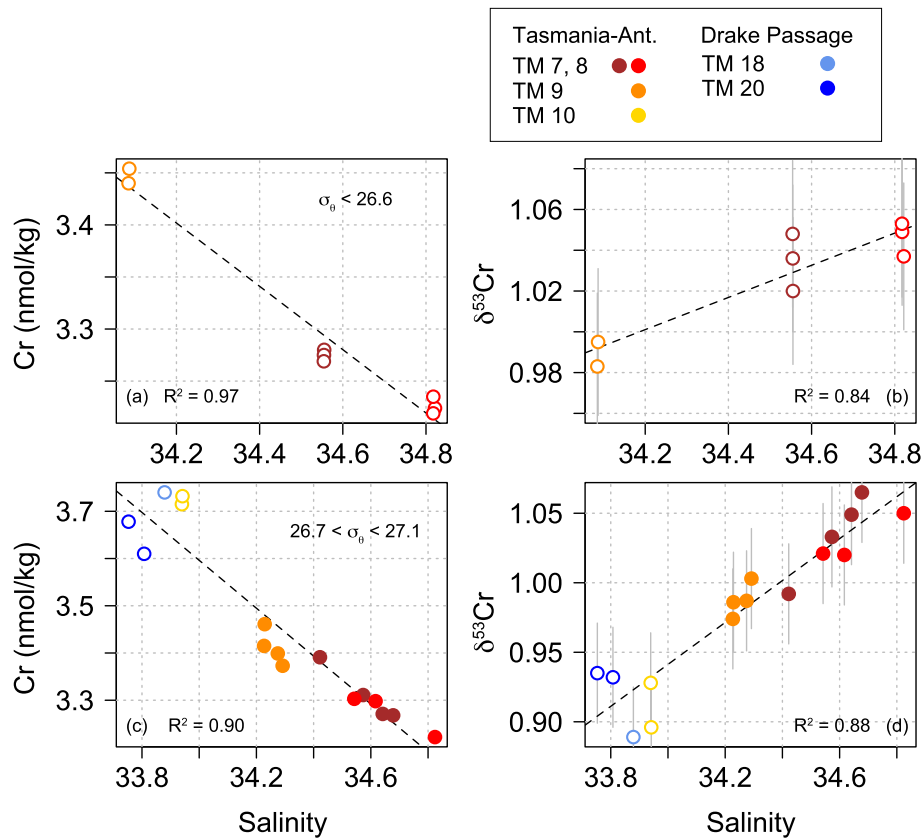 Tasmania-Ant. Drake Passage
TM 7, 8 TM 18
TM 9 TM 20
TM 10
Cr (nmol/kg)
3.4
3.3
σθ < 26.6
(a) R² = 0.97
34.2 34.4 34.6 34.8
δ⁵³Cr
1.06
1.02
0.98
R² = 0.84 (b)
34.2 34.4 34.6 34.8
Cr (nmol/kg)
3.7
3.5
3.3
26.7 < σθ < 27.1
(c) R² = 0.90
33.8 34.2 34.6
Salinity
δ⁵³Cr
1.05
1.00
0.95
0.90
R² = 0.88 (d)
33.8 34.2 34.6
Salinity